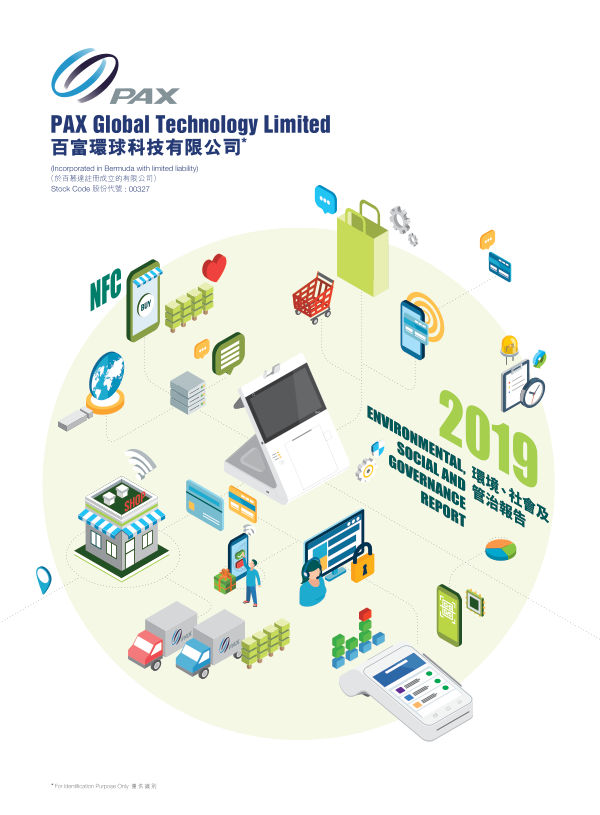 PAX
PAX Global Technology Limited
百富環球科技有限公司*
(Incorporated in Bermuda with limited liability)
（於百慕達註冊成立的有限公司）
Stock Code 股份代號 : 00327
NFC
BUY
2019
ENVIRONMENTAL,
SOCIAL AND
GOVERNANCE
REPORT
環境、社會及
管治報告
SHOP
PAX
PAX
* For Identification Purpose Only 僅供識別